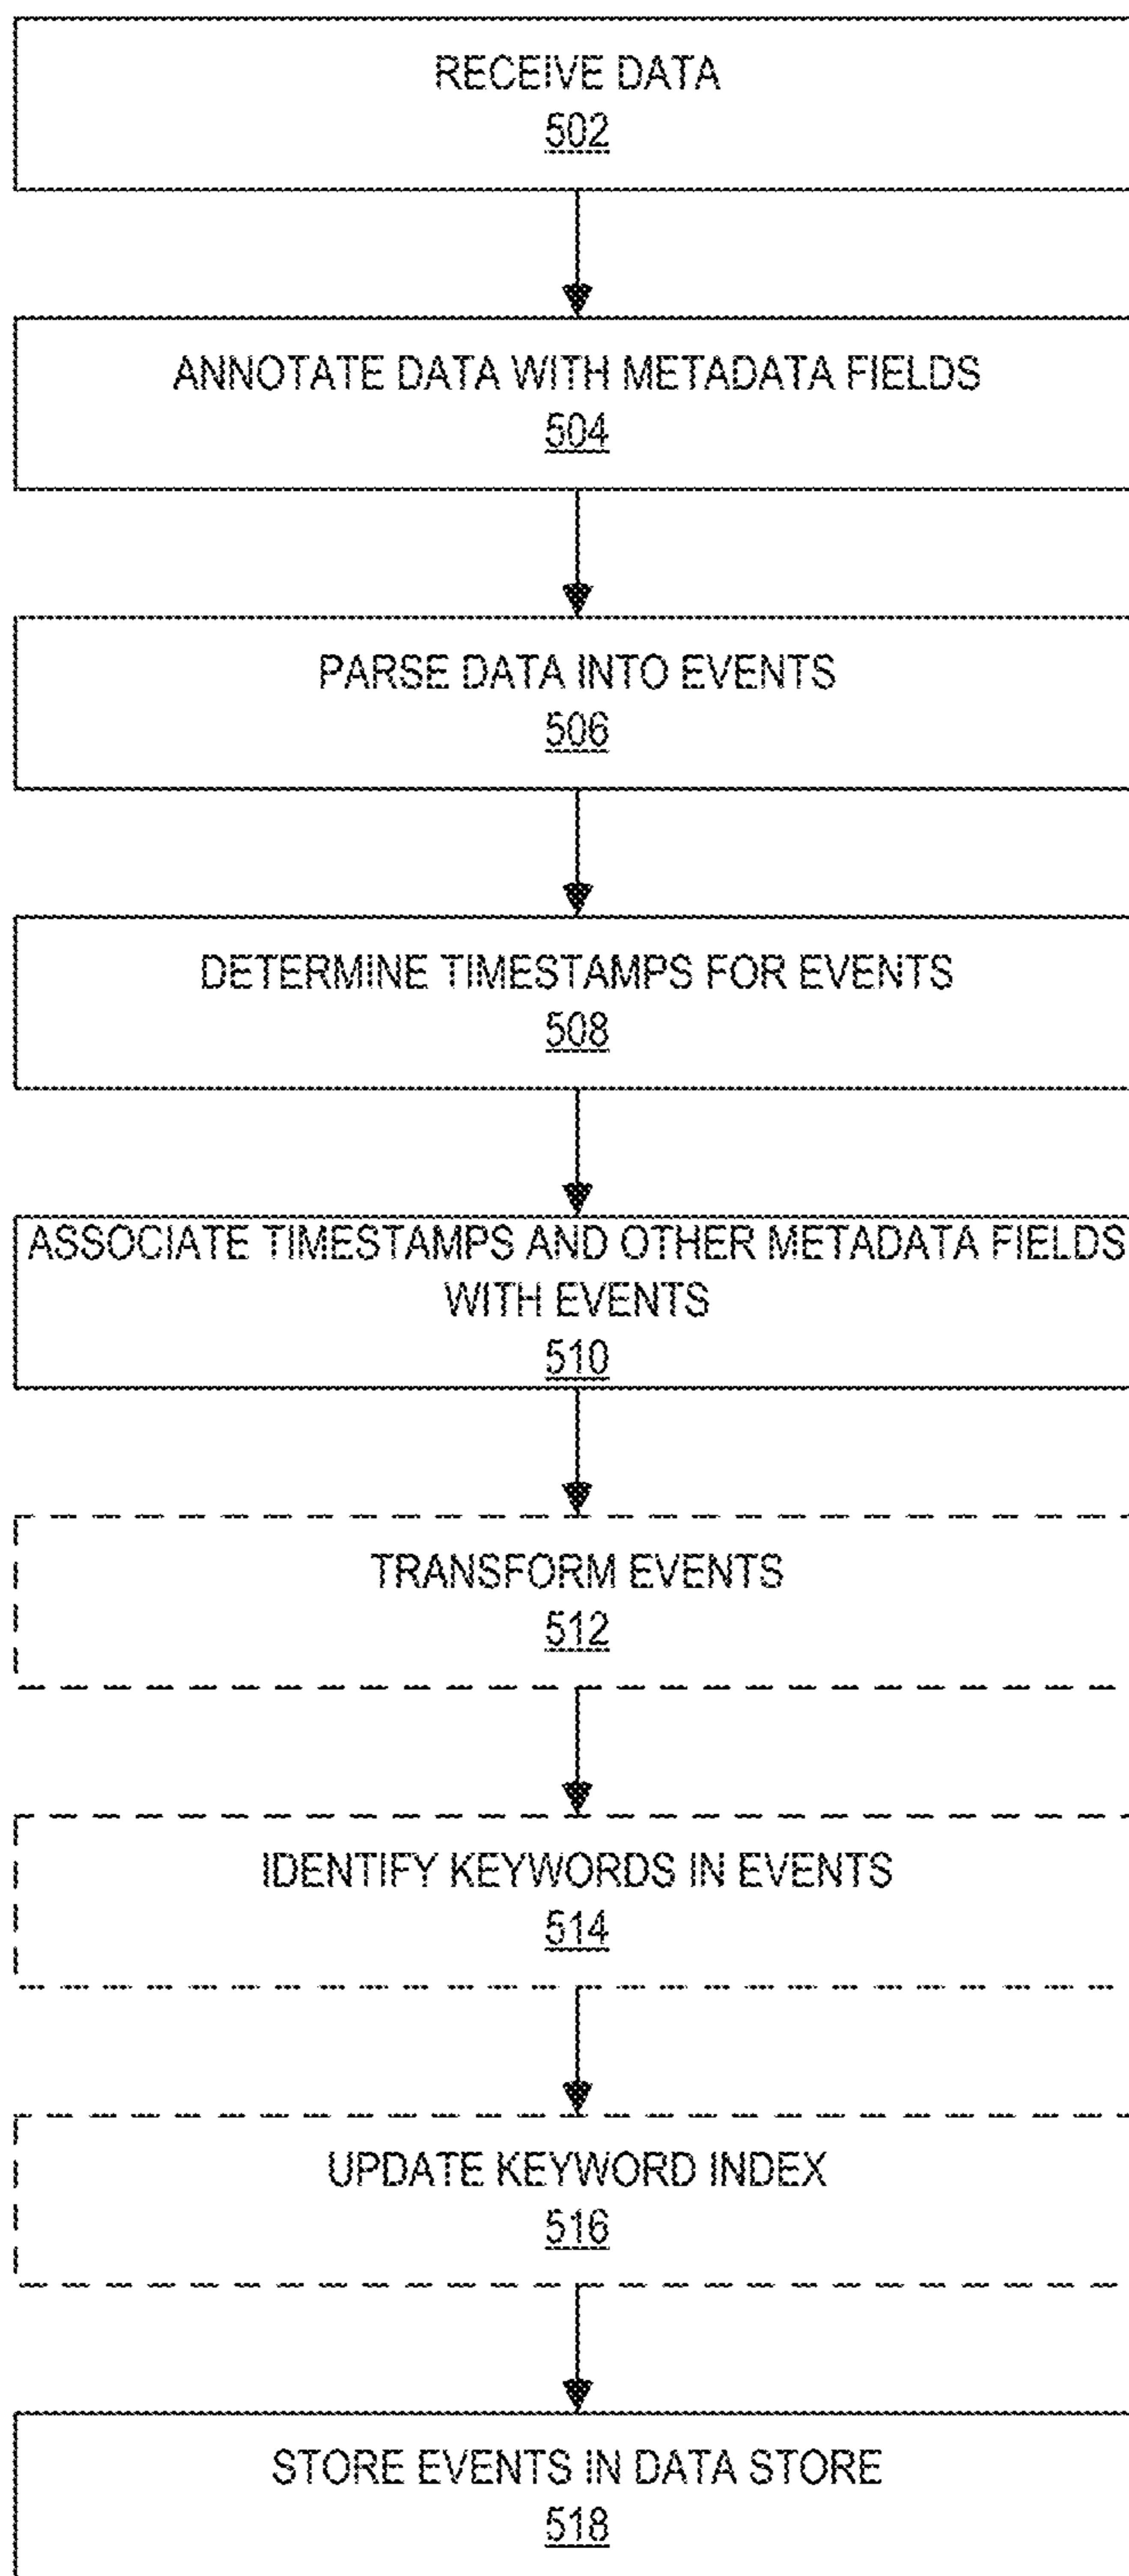 RECEIVE DATA
502
ANNOTATE DATA WITH METADATA FIELDS
504
PARSE DATA INTO EVENTS
506
DETERMINE TIMESTAMPS FOR EVENTS
508
ASSOCIATE TIMESTAMPS AND OTHER METADATA FIELDS
WITH EVENTS
510
TRANSFORM EVENTS
512
IDENTIFY KEYWORDS IN EVENTS
514
UPDATE KEYWORD INDEX
516
STORE EVENTS IN DATA STORE
518